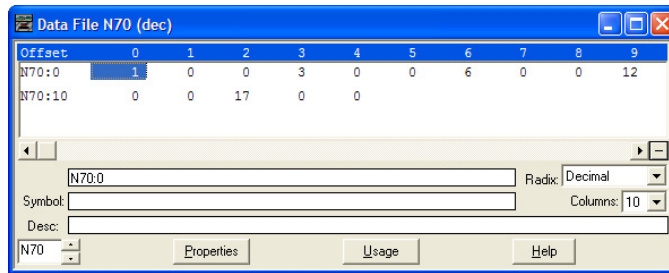 Data File N70 (dec)
Offset 0 1 2 3 4 5 6 7 8 9
N70:0 1 0 0 3 0 0 6 0 0 12
N70:10 0 0 17 0 0
N70:0 Radix: Decimal
Symbol: Columns: 10
Desc:
N70 Properties Usage Help